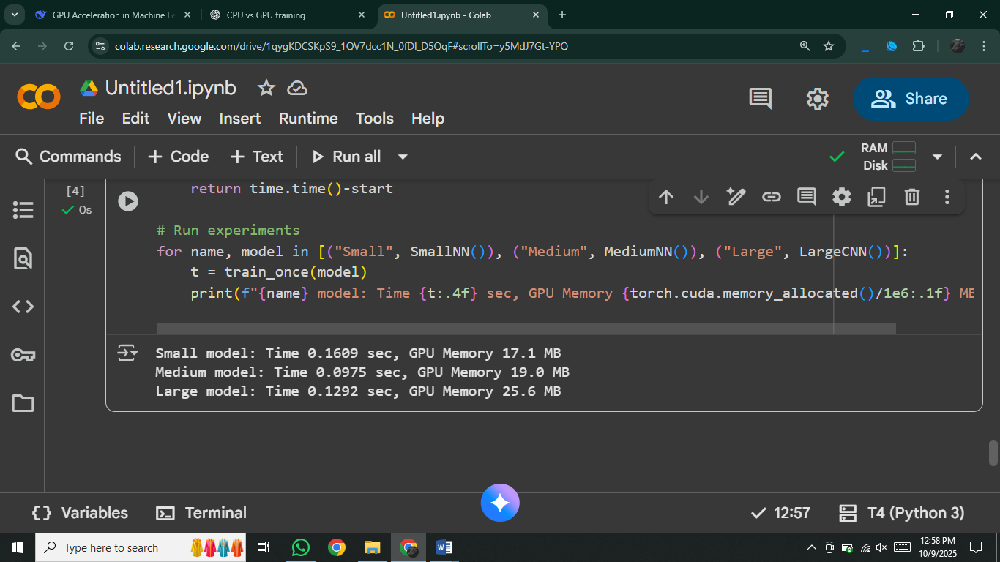 GPU Acceleration in Machine Le
CPU vs GPU training
Untitled1.ipynb - Colab
colab.research.google.com/drive/1qygKDCSKpS9_1QV7dcc1N_0fDl_D5QqF#scrollTo=y5MdJ7Gt-YPQ
Untitled1.ipynb
File Edit View Insert Runtime Tools Help
Share
Commands + Code + Text Run all
RAM
Disk
[4]
0s
return time.time()-start
# Run experiments
for name, model in [("Small", SmallNN()), ("Medium", MediumNN()), ("Large", LargeCNN())]:
t = train_once(model)
print(f"{name} model: Time {t:.4f} sec, GPU Memory {torch.cuda.memory_allocated()/1e6:.1f} MB
Small model: Time 0.1609 sec, GPU Memory 17.1 MB
Medium model: Time 0.0975 sec, GPU Memory 19.0 MB
Large model: Time 0.1292 sec, GPU Memory 25.6 MB
{} Variables Terminal
12:57 T4 (Python 3)
Type here to search
12:58 PM
10/9/2025